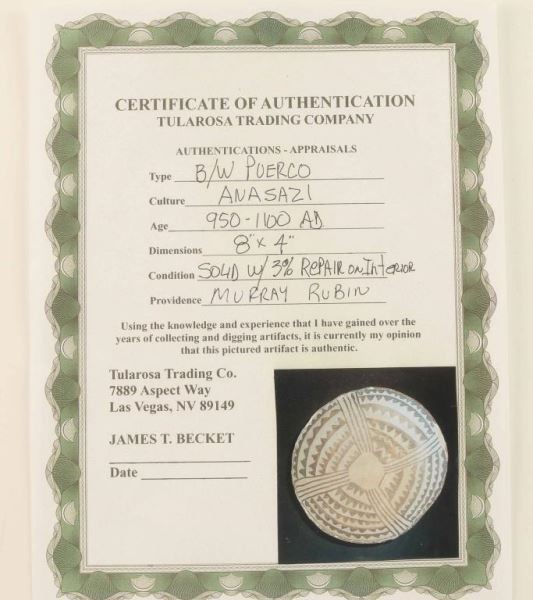 CERTIFICATE OF AUTHENTICATION
TULAROSA TRADING COMPANY
AUTHENTICATIONS - APPRAISALS
Type B/W PUERCO
Culture ANASAZI
Age 950-1100 AD
Dimensions 8" x 4"
Condition SOLID W/ 3% REPAIR ON INTERIOR
Providence MURRAY RUBIN
Using the knowledge and experience that I have gained over the
years of collecting and digging artifacts, it is currently my opinion
that this pictured artifact is authentic.
Tularosa Trading Co.
7889 Aspect Way
Las Vegas, NV 89149
JAMES T. BECKET
Date